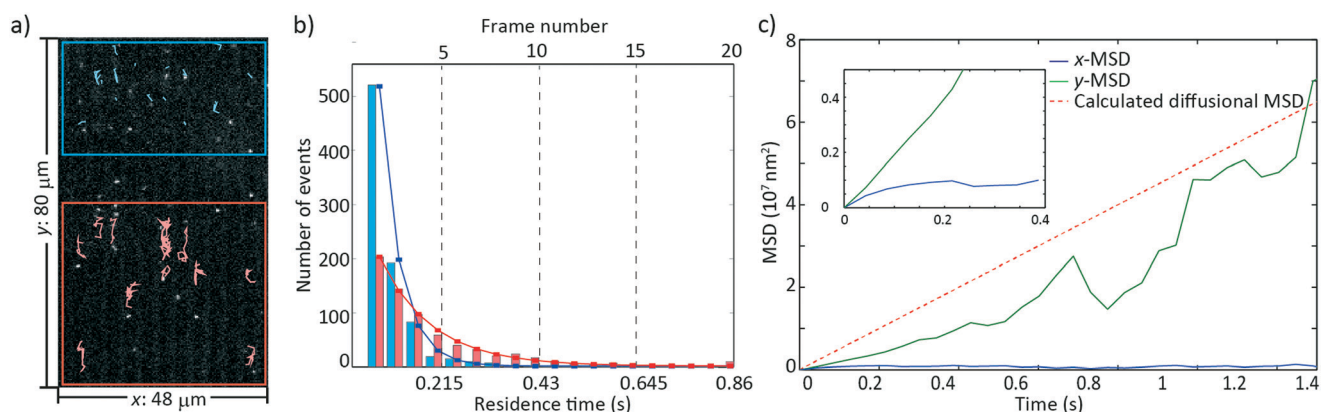 a)
y: 80 μm
x: 48 μm
b)
Frame number
5 10 15 20
Number of events
500
400
300
200
100
0
0.215 0.43 0.645 0.86
Residence time (s)
c)
8
6
4
2
0
MSD (10⁷ nm²)
x-MSD
y-MSD
Calculated diffusional MSD
0.4
0.2
0
0 0.2 0.4
0 0.2 0.4 0.6 0.8 1 1.2 1.4
Time (s)